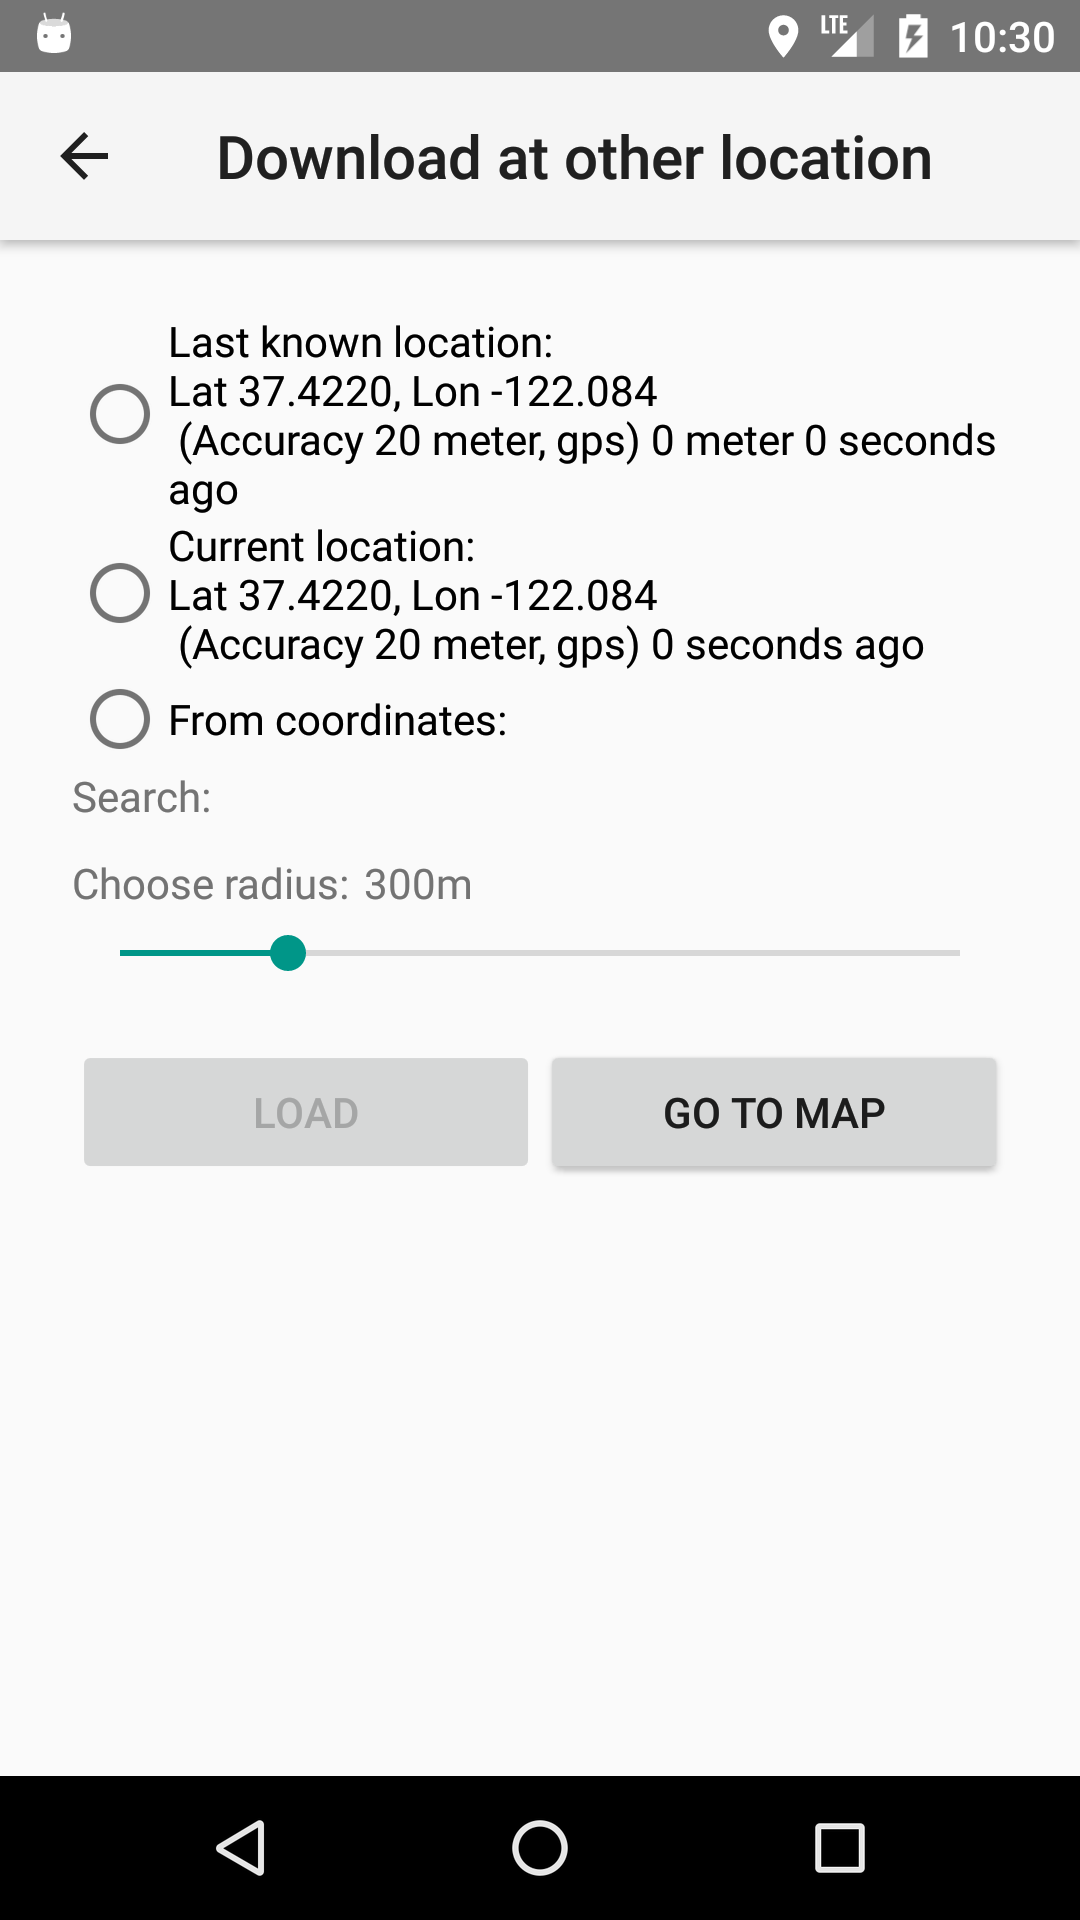 LTE 10:30
Download at other location
Last known location:
Lat 37.4220, Lon -122.084
(Accuracy 20 meter, gps) 0 meter 0 seconds
ago
Current location:
Lat 37.4220, Lon -122.084
(Accuracy 20 meter, gps) 0 seconds ago
From coordinates:
Search:
Choose radius: 300m
LOAD GO TO MAP